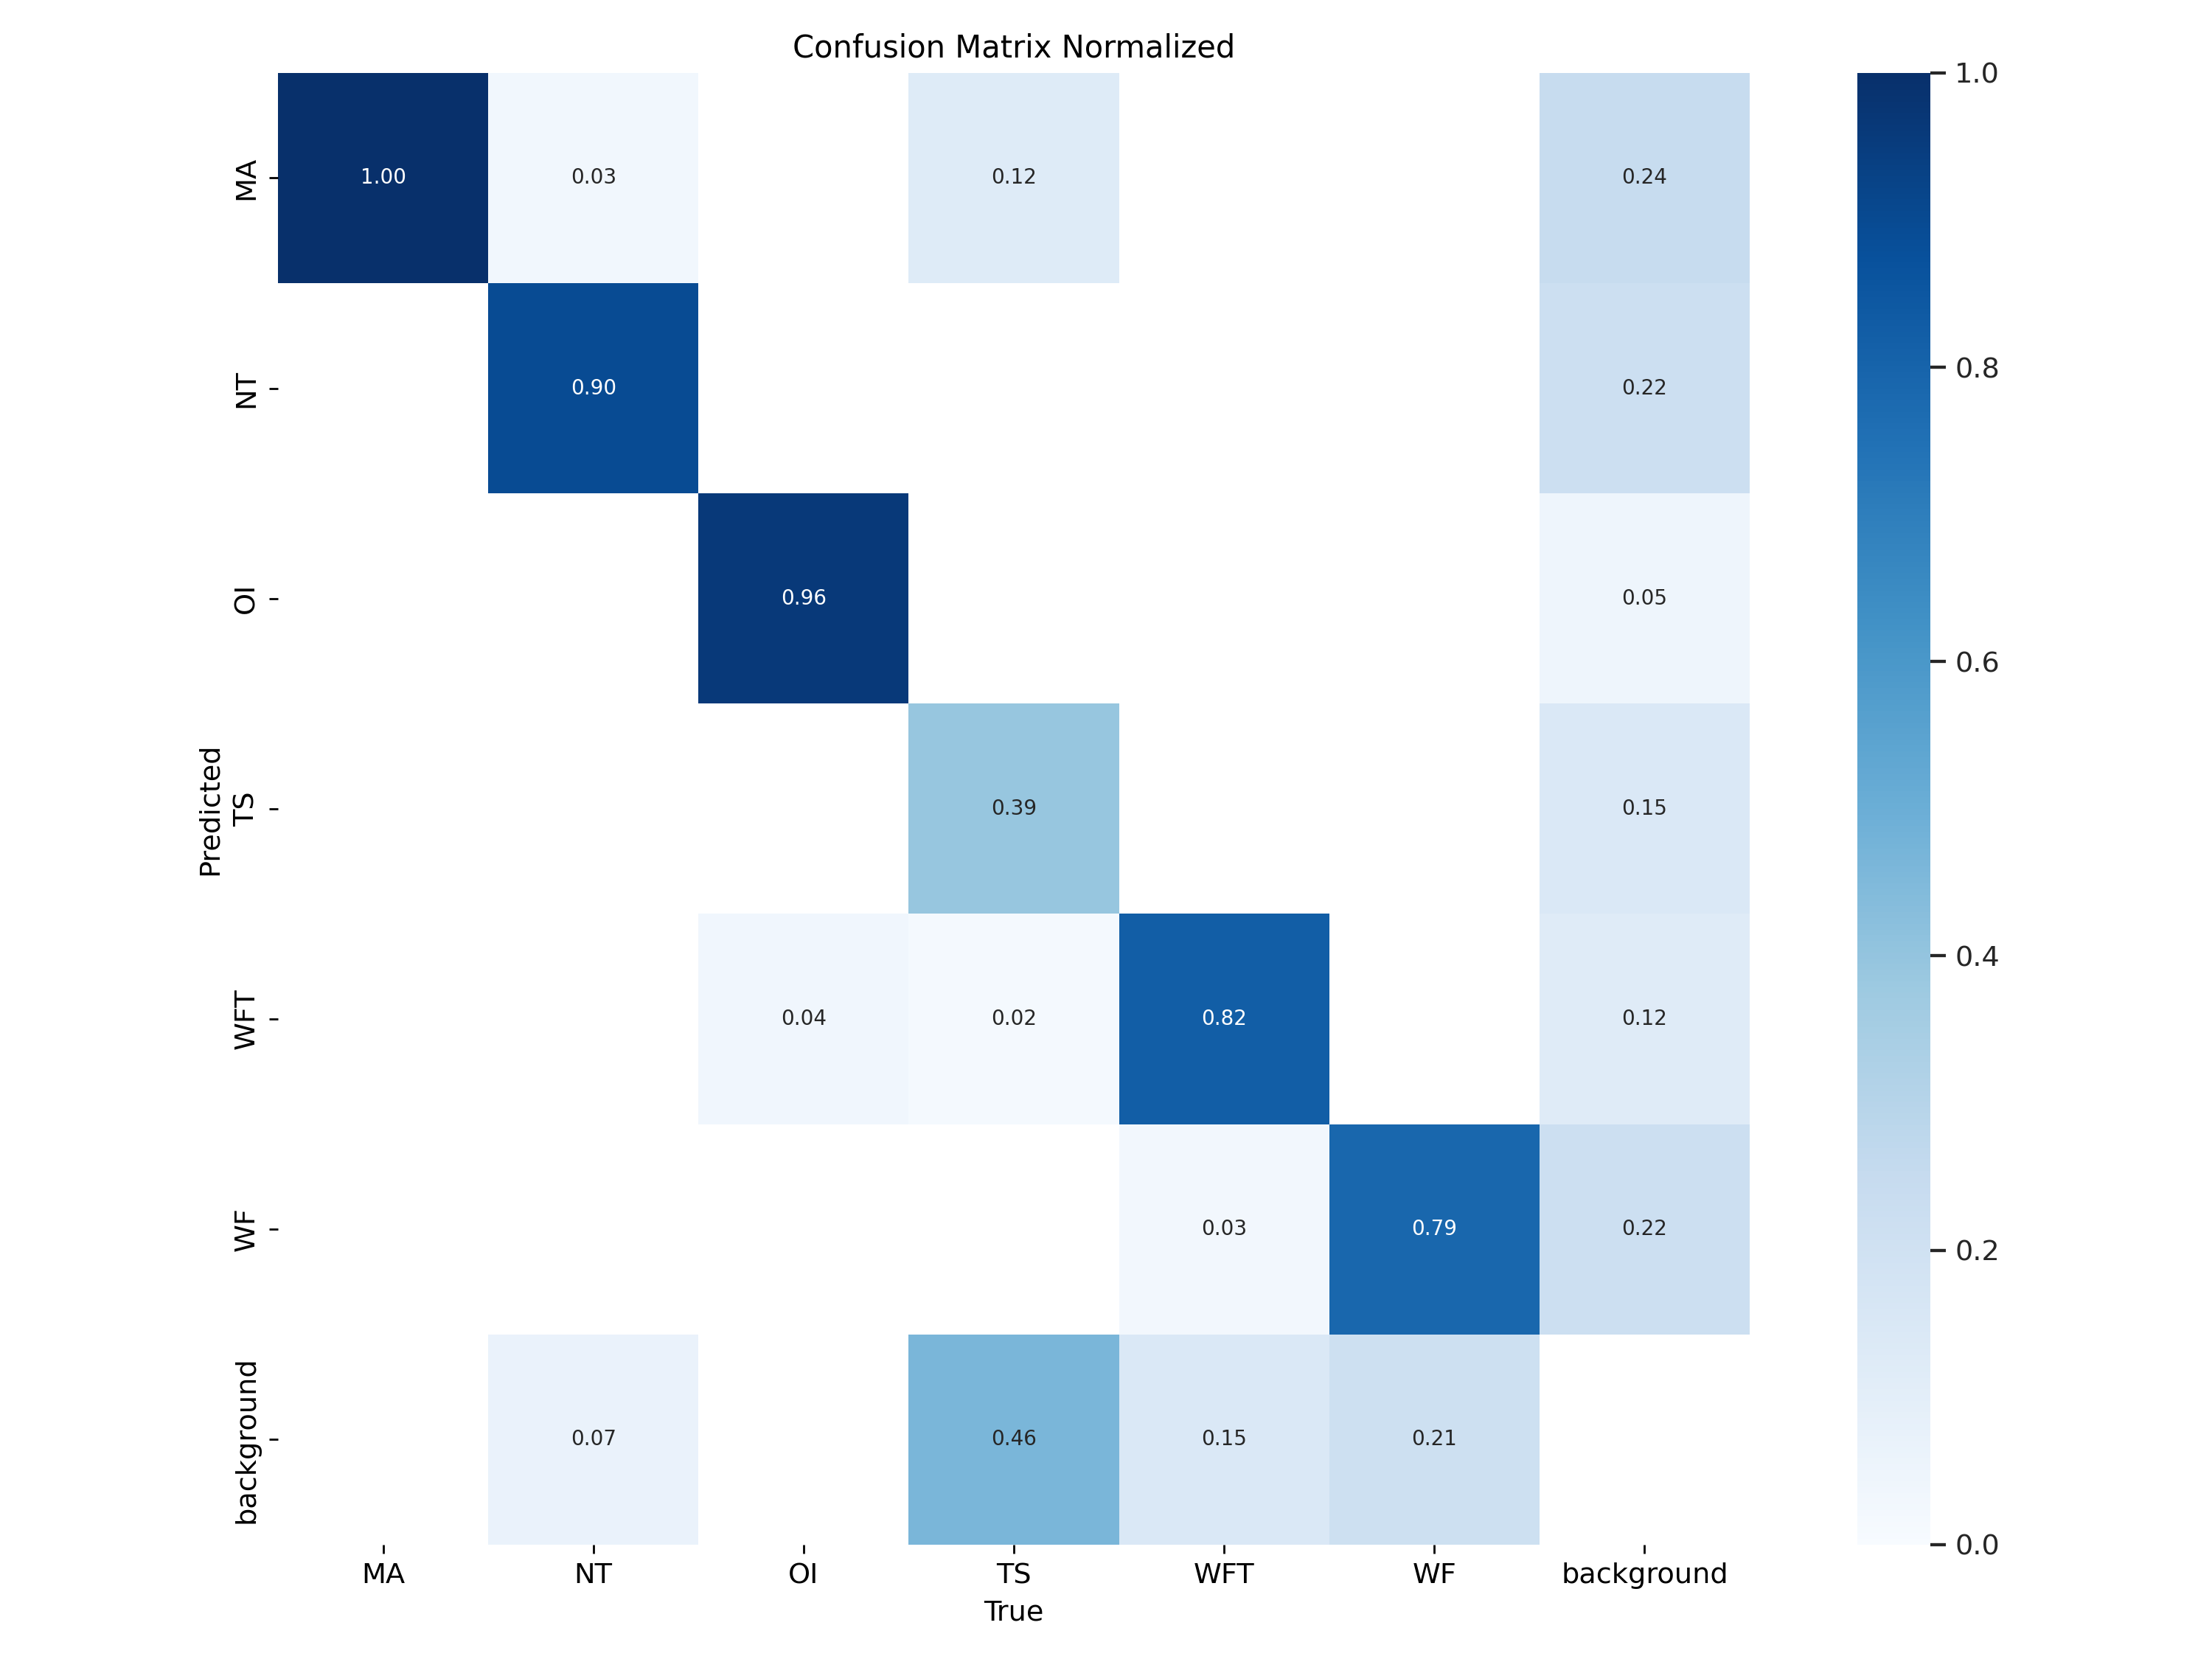 Confusion Matrix Normalized
MA 1.00 0.03 0.12 0.24
NT 0.90 0.22
OI 0.96 0.05
TS 0.39 0.15
WFT 0.04 0.02 0.82 0.12
WF 0.03 0.79 0.22
background 0.07 0.46 0.15 0.21
Predicted
MA NT OI TS WFT WF background
True
1.0
0.8
0.6
0.4
0.2
0.0